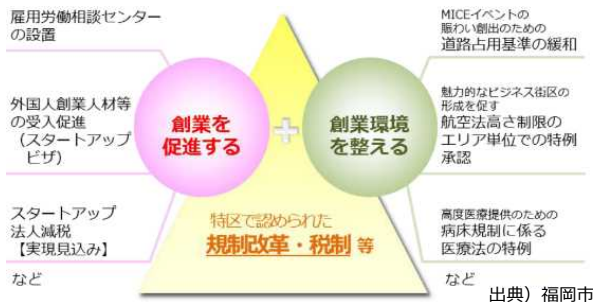 雇用労働相談センター
の設置
外国人創業人材等
の受入促進
(スタートアップ
ビザ)
スタートアップ
法人減税
【実現見込み】
など
創業を
促進する
+
創業環境
を整える
特区で認められた
規制改革・税制 等
MICEイベントの
賑わい創出のための
道路占用基準の緩和
魅力的なビジネス街区の
形成を促す
航空法高さ制限の
エリア単位での特例
承認
高度医療提供のための
病床規制に係る
医療法の特例
など
出典）福岡市